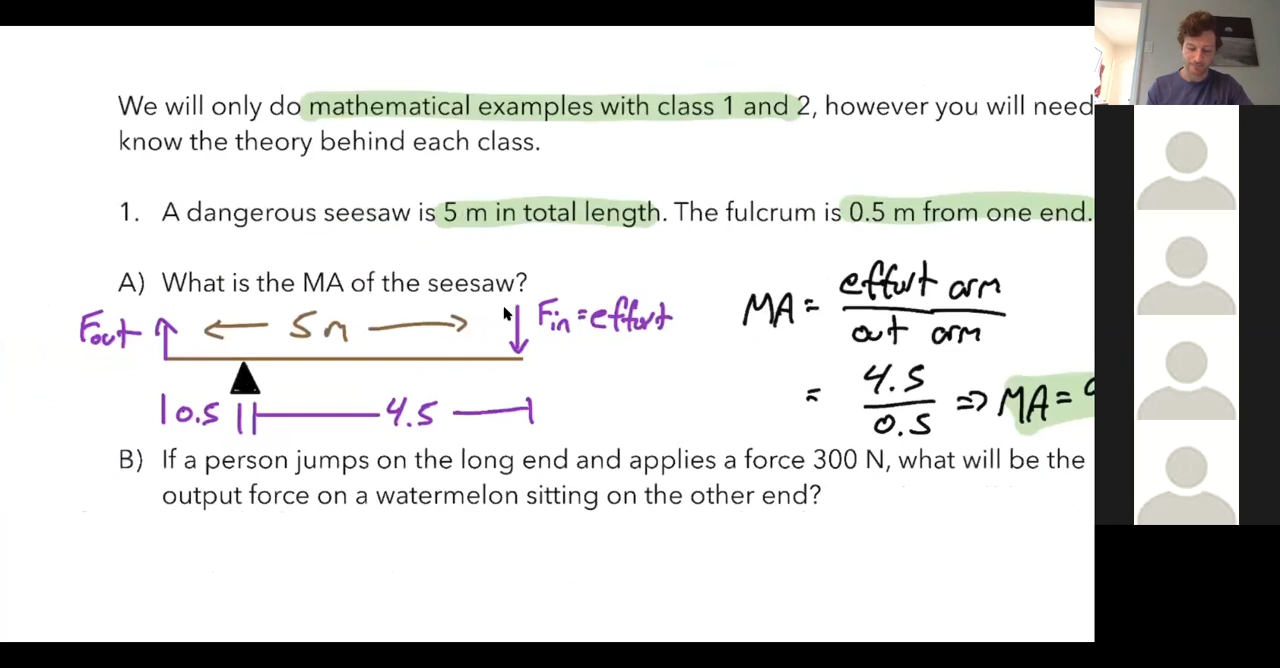 We will only do mathematical examples with class 1 and 2, however you will need
know the theory behind each class.
1. A dangerous seesaw is 5 m in total length. The fulcrum is 0.5 m from one end.
A) What is the MA of the seesaw?
Fout ↑ ← 5m → ↓ Fin = effort
0.5 4.5
MA = effort arm
out arm
= 4.5
0.5
⇒ MA =
B) If a person jumps on the long end and applies a force 300 N, what will be the
output force on a watermelon sitting on the other end?